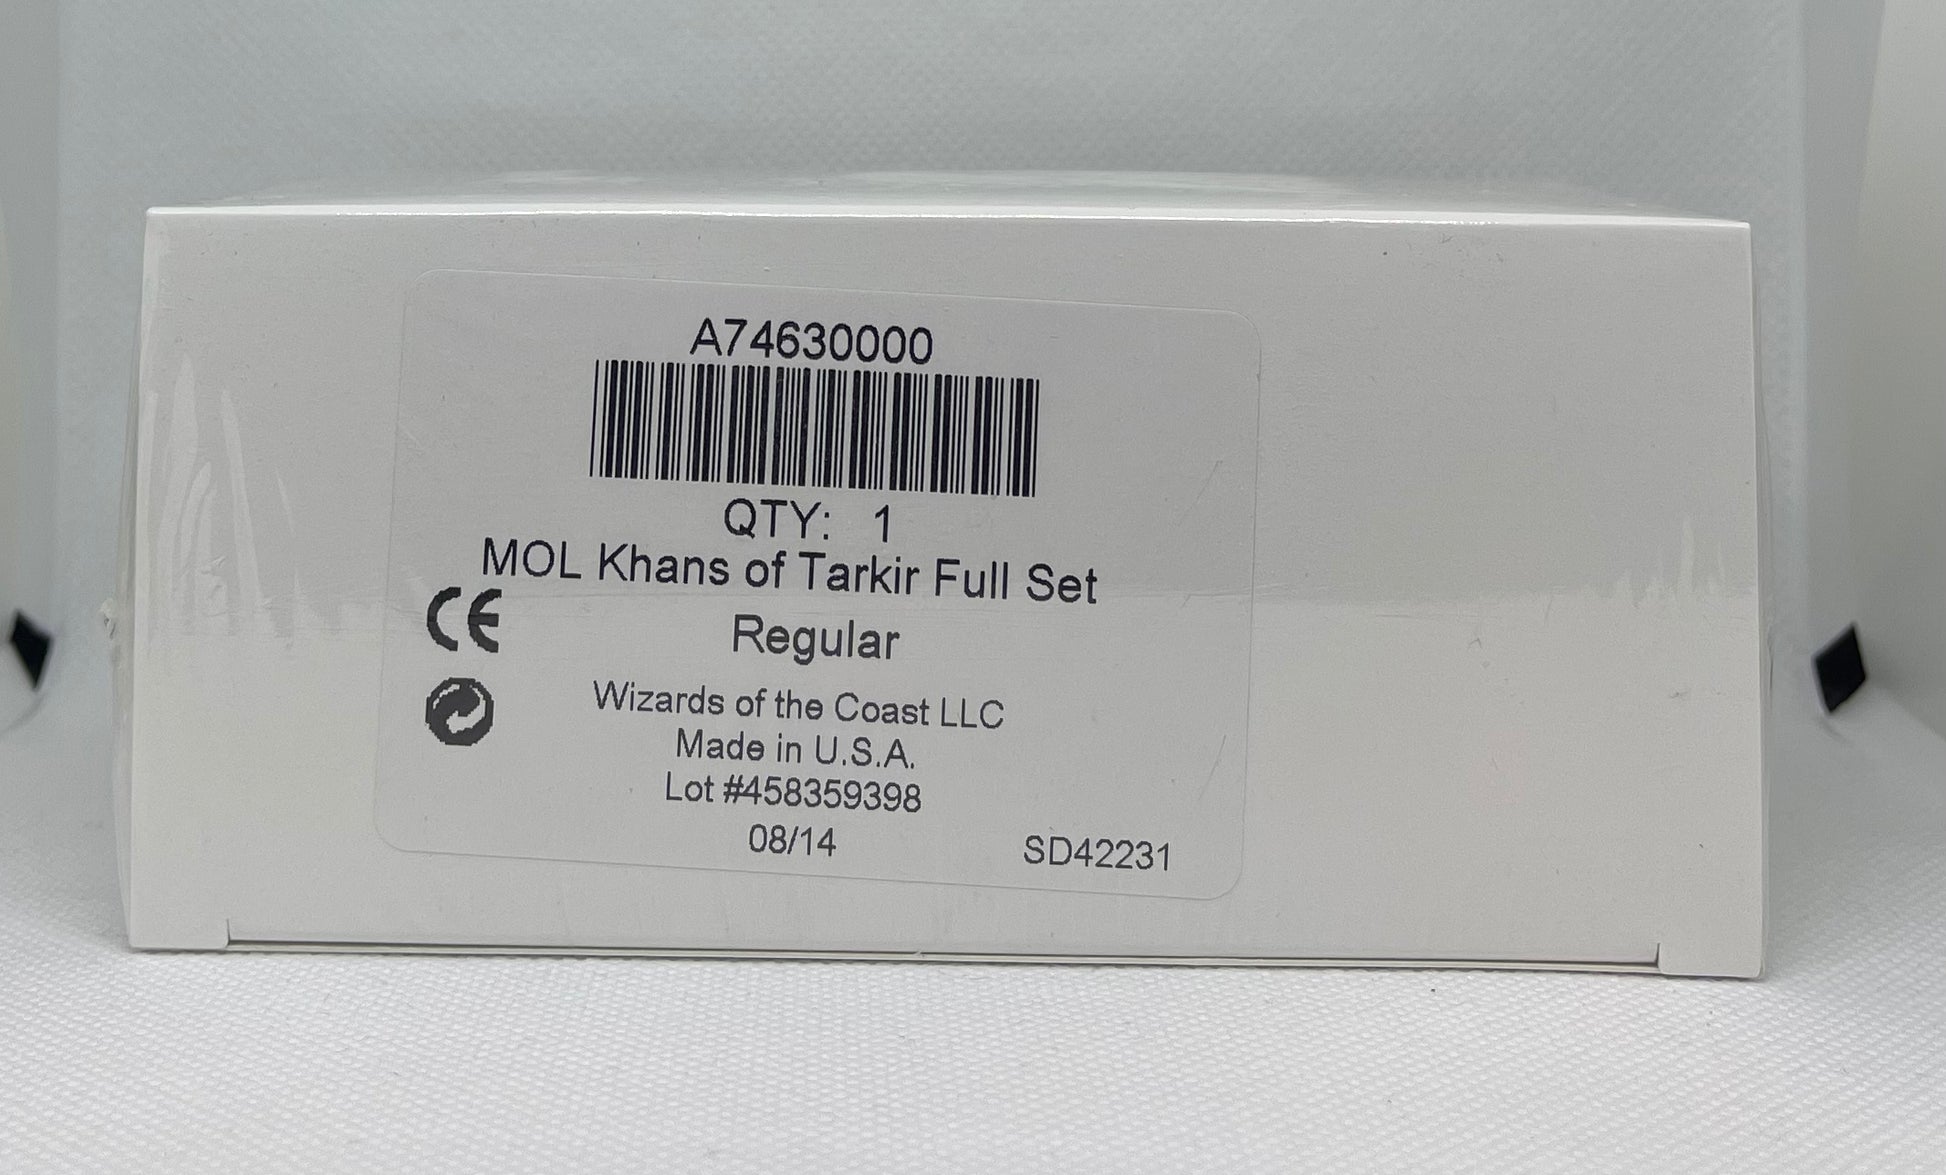 A74630000
QTY: 1
MOL Khans of Tarkir Full Set
Regular
CE
Wizards of the Coast LLC
Made in U.S.A.
Lot #458359398
08/14
SD42231